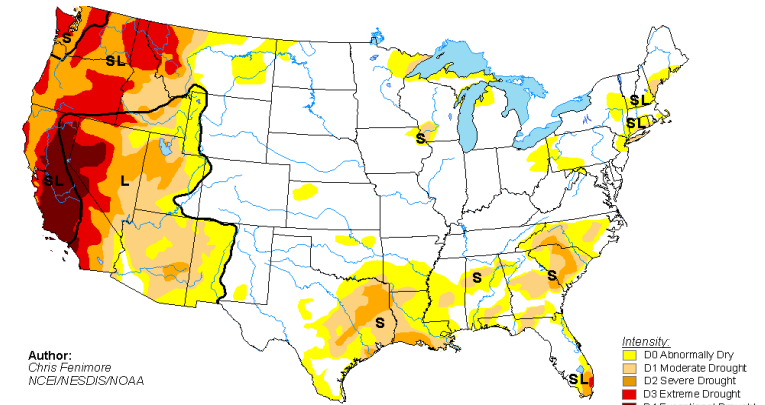 S
SL
SL
SL
S
SL
L
S
S
S
SL
Author:
Chris Fenimore
NCEI/NESDIS/NOAA
Intensity:
D0 Abnormally Dry
D1 Moderate Drought
D2 Severe Drought
D3 Extreme Drought